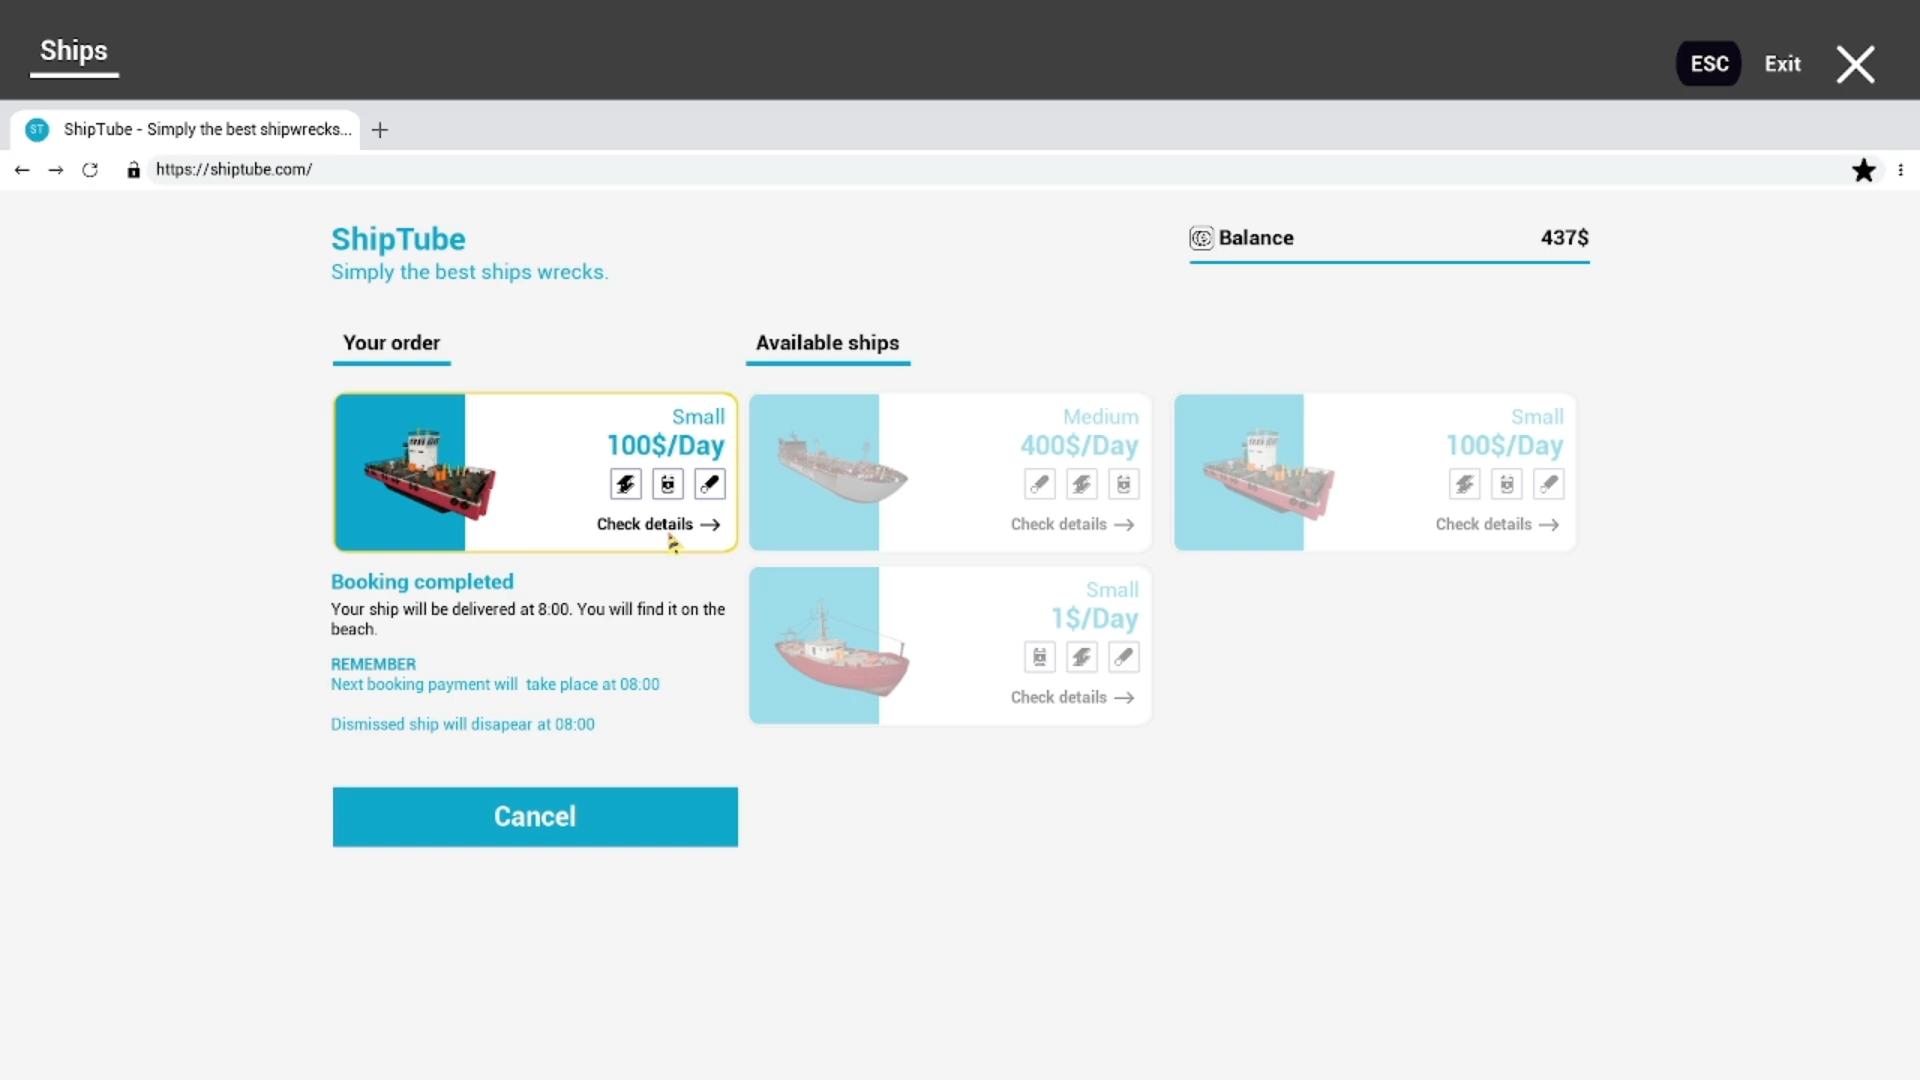 Ships
ESC Exit
ST ShipTube - Simply the best shipwrecks...
https://shiptube.com/
ShipTube
Simply the best ships wrecks.
Balance 437$
Your order
Available ships
Small
100$/Day
Check details
Medium
400$/Day
Check details
Small
100$/Day
Check details
Booking completed
Your ship will be delivered at 8:00. You will find it on the
beach.
REMEMBER
Next booking payment will take place at 08:00
Dismissed ship will disapear at 08:00
Small
1$/Day
Check details
Cancel